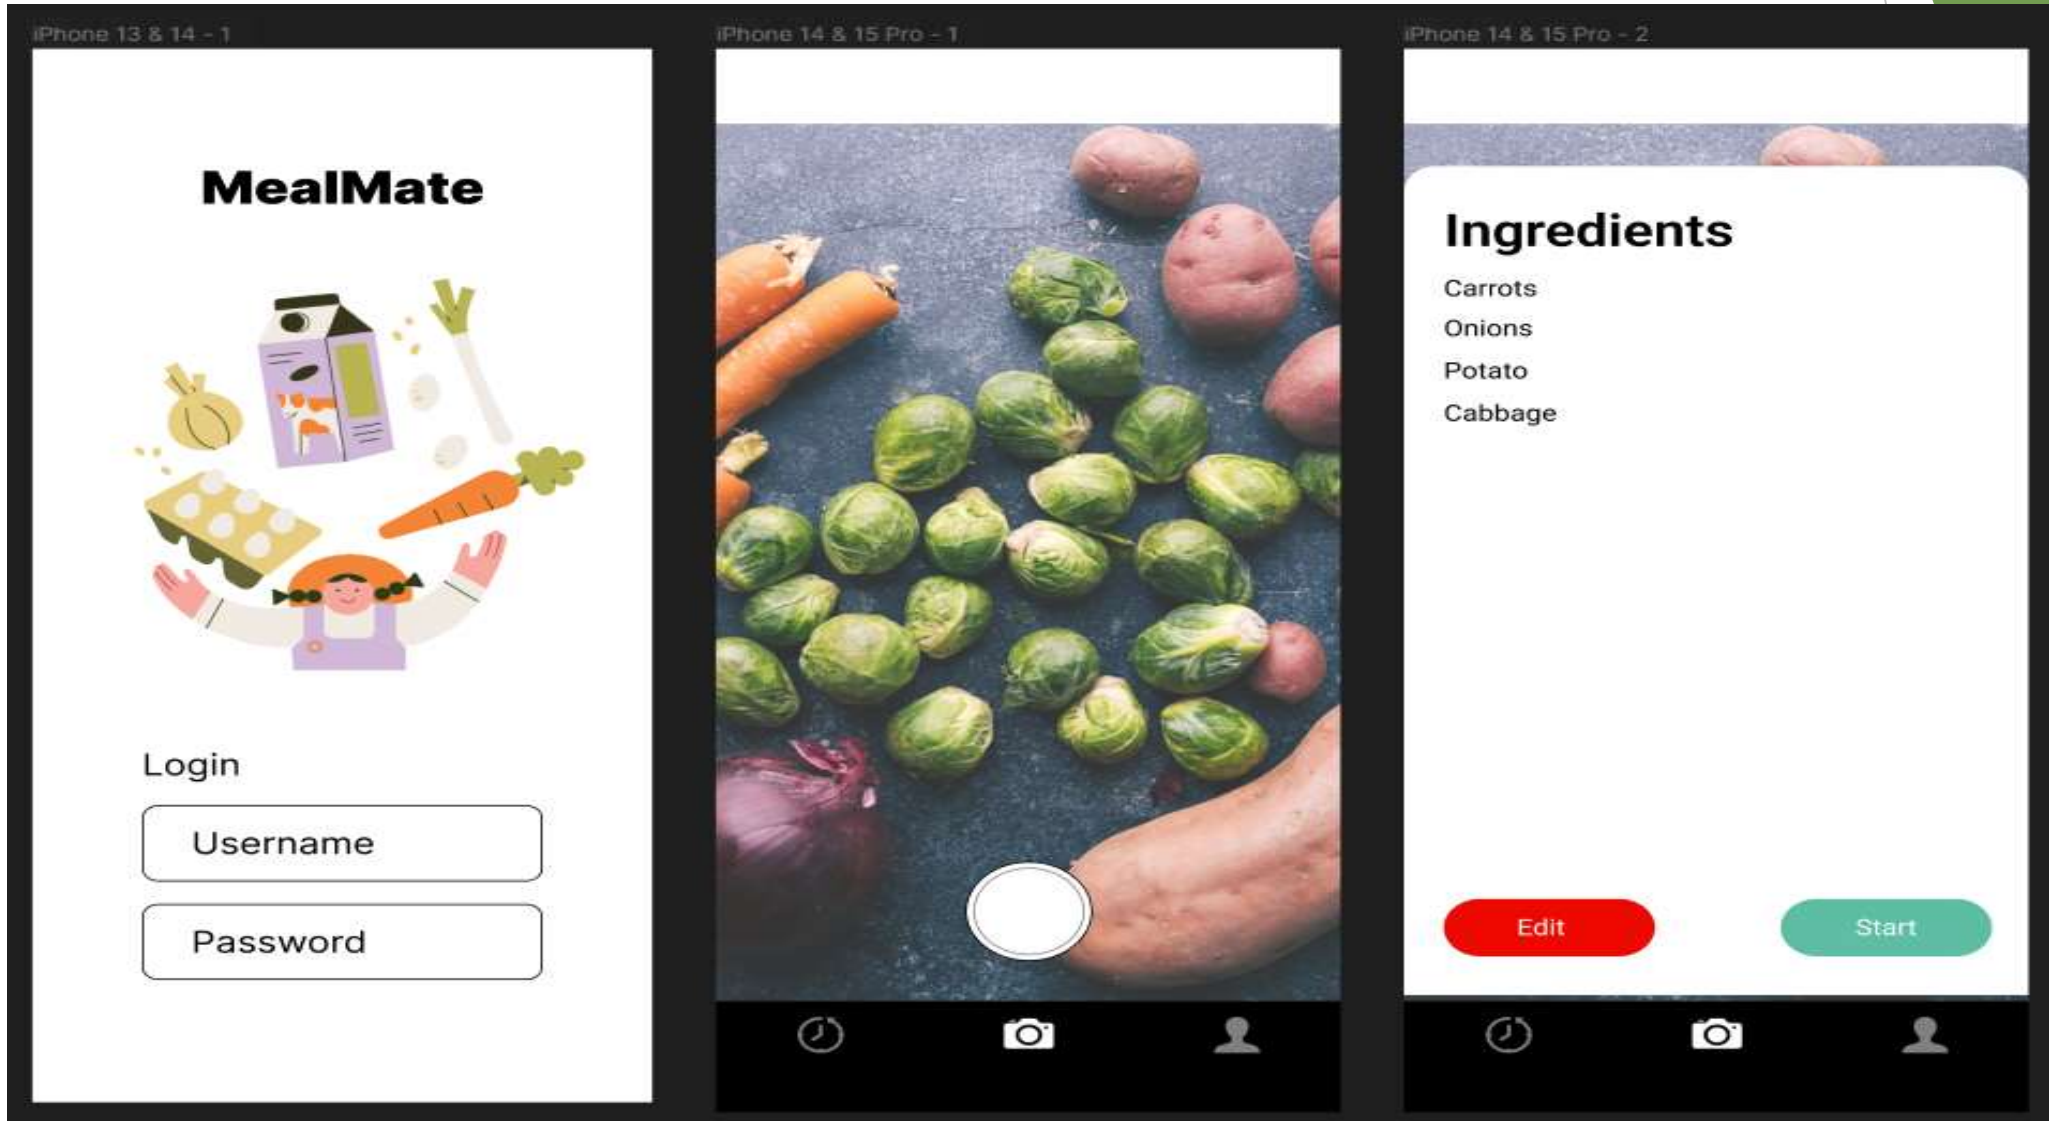 iPhone 13 & 14 - 1
MealMate
Login
Username
Password
iPhone 14 & 15 Pro - 1
iPhone 14 & 15 Pro - 2
Ingredients
Carrots
Onions
Potato
Cabbage
Edit
Start